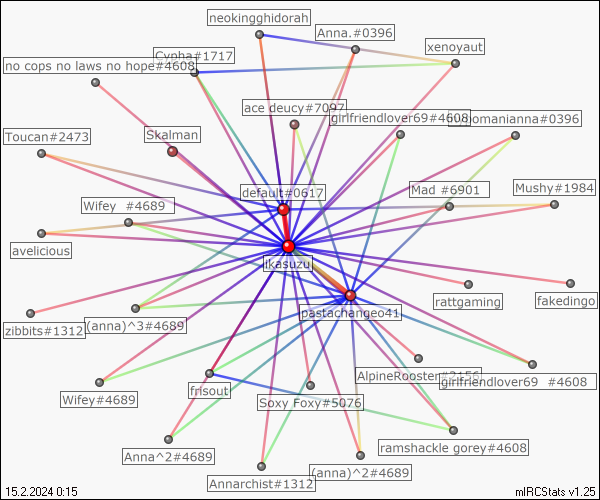 neokingghidorah
Anna.#0396
xenoyaut
Cypha#1717
no cops no laws no hope#4608
ace deucy#7097
girlfriendlover69#4608
omanianna#0396
Toucan#2473
Skalman
default#0617
Mad #6901
Mushy#1984
Wifey #4689
avelicious
ikasuzu
rattgaming
fakedingo
zibbits#1312
(anna)^3#4689
pastachangeo41
AlpineRooster#2156
girlfriendlover69 #4608
Wifey#4689
frisout
Soxy Foxy#5076
Anna^2#4689
ramshackle gorey#4608
Annarchist#1312
(anna)^2#4689
15.2.2024 0:15
mIRCStats v1.25